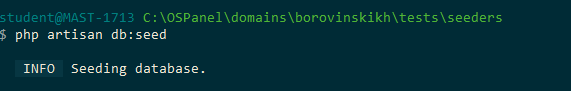 student@MAST-1713 C:\OSPanel\domains\borovinskikh\tests\seeders
$ php artisan db:seed
INFO Seeding database.